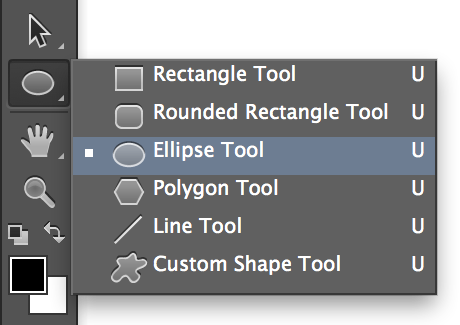 Rectangle Tool U
Rounded Rectangle Tool U
Ellipse Tool U
Polygon Tool U
Line Tool U
Custom Shape Tool U